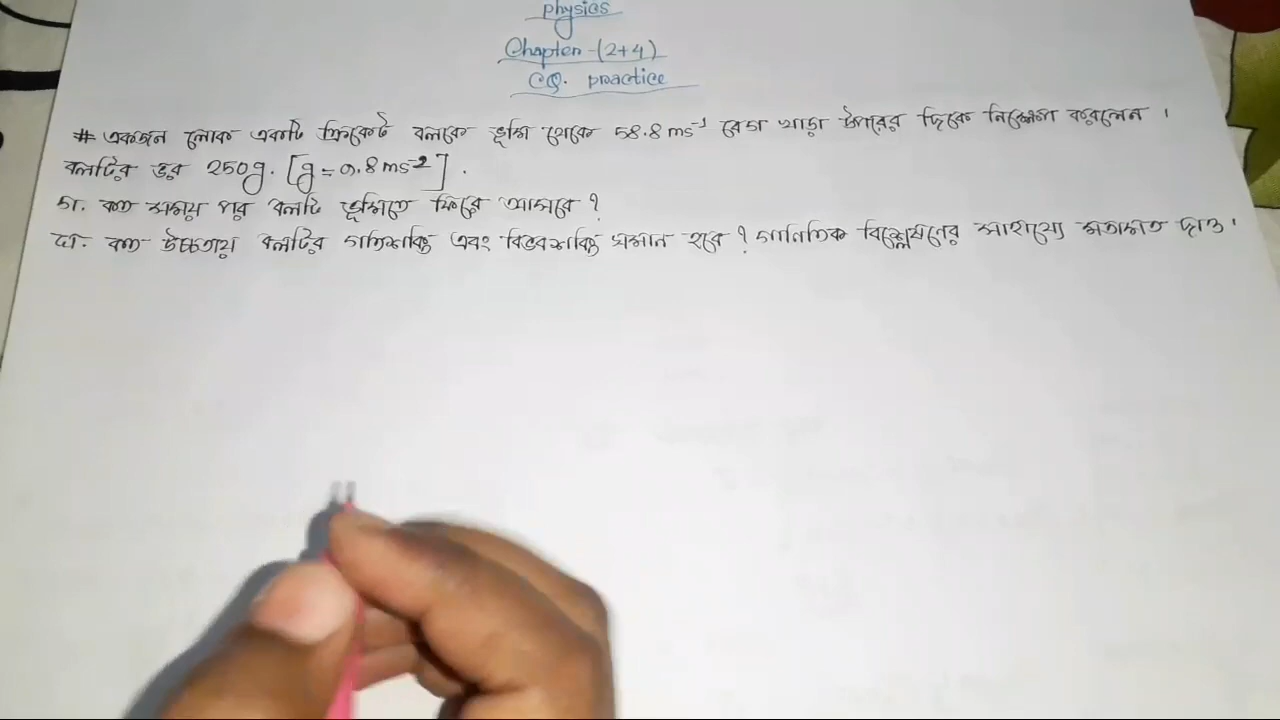 Physics
Chapter-(2+4)
CQ. practice
# একজন লোক একটি ক্রিকেট বলকে ভূমি থেকে 58.8 ms⁻¹ বেগে খাড়া উপরের দিকে নিক্ষেপ করলেন।
বলটির ভর 250g. [g = 9.8 ms⁻²].
গ. কত সময় পর বলটি ভূমিতে ফিরে আসবে?
ঘ. কত উচ্চতায় বলটির গতিশক্তি এবং বিভবশক্তি সমান হবে? গাণিতিক বিশ্লেষণের সাহায্যে মতামত দাও।